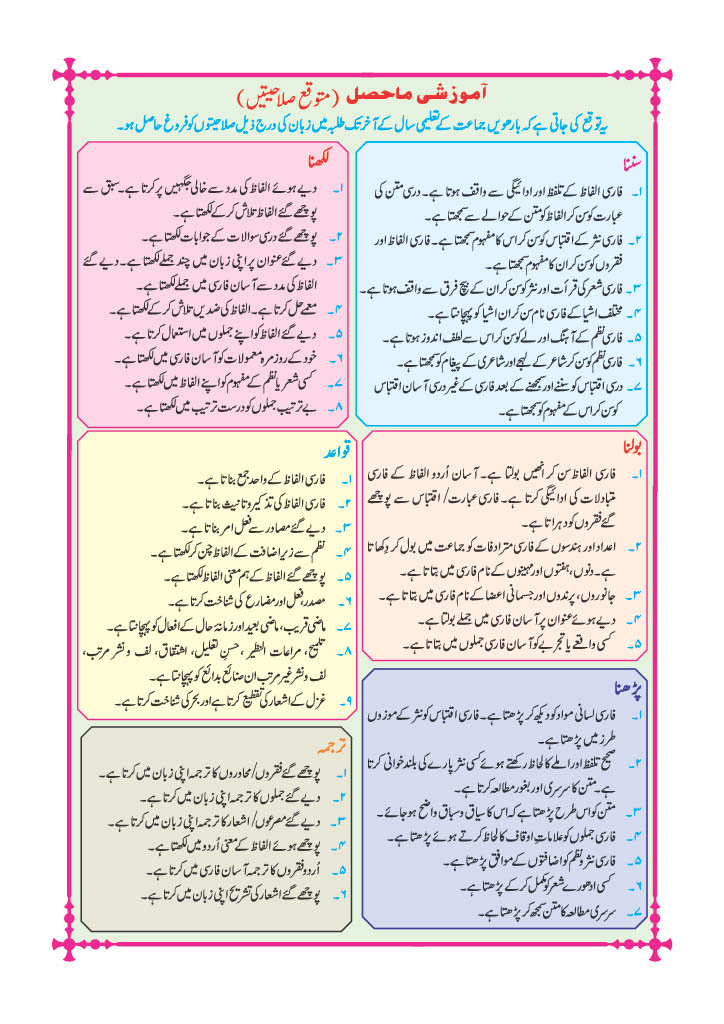 آموزشی ماحصل (متوقع صلاحیتیں)
یہ توقع کی جاتی ہے کہ بارھویں جماعت کے تعلیمی سال کے آخر تک طلبہ میں زبان کی درج ذیل صلاحیتوں کو فروغ حاصل ہو۔
سننا
۱۔ فارسی الفاظ کے تلفظ اور ادائیگی سے واقف ہوتا ہے۔ درسی متن کی
عبارت کو سن کر الفاظ کو متن کے حوالے سے سمجھتا ہے۔
۲۔ فارسی نثر کے اقتباس کو سن کر اس کا مفہوم سمجھتا ہے۔ فارسی الفاظ اور
فقروں کو سن کر ان کا مفہوم سمجھتا ہے۔
۳۔ فارسی شعر کی قرأت اور نثر کو سن کر ان کے بیچ فرق سے واقف ہوتا ہے۔
۴۔ مختلف اشیا کے فارسی نام سن کر ان اشیا کو پہچانتا ہے۔
۵۔ فارسی نظم کے آہنگ اور لے کو سن کر اس سے لطف اندوز ہوتا ہے۔
۶۔ فارسی نظم کو سن کر شاعر کے لہجے اور شاعری کے پیغام کو سمجھتا ہے۔
۷۔ درسی اقتباس کو سننے اور سمجھنے کے بعد فارسی کے غیر درسی آسان اقتباس
کو سن کر اس کے مفہوم کو سمجھتا ہے۔
لکھنا
۱۔ دیے ہوئے الفاظ کی مدد سے خالی جگہیں پُر کرتا ہے۔ سبق سے
پوچھے گئے الفاظ تلاش کر کے لکھتا ہے۔
۲۔ پوچھے گئے درسی سوالات کے جوابات لکھتا ہے۔
۳۔ دیے گئے عنوان پر اپنی زبان میں چند جملے لکھتا ہے۔ دیے گئے
الفاظ کی مدد سے آسان فارسی میں جملے لکھتا ہے۔
۴۔ معمے حل کرتا ہے۔ الفاظ کی ضدیں تلاش کر کے لکھتا ہے۔
۵۔ دیے گئے الفاظ کو اپنے جملوں میں استعمال کرتا ہے۔
۶۔ خود کے روزمرہ معمولات کو آسان فارسی میں لکھتا ہے۔
۷۔ کسی شعر یا نظم کے مفہوم کو اپنے الفاظ میں لکھتا ہے۔
۸۔ بے ترتیب جملوں کو درست ترتیب میں لکھتا ہے۔
بولنا
۱۔ فارسی الفاظ سن کر انھیں بولتا ہے۔ آسان اُردو الفاظ کے فارسی
متبادلات کی ادائیگی کرتا ہے۔ فارسی عبارت/ اقتباس سے پوچھے
گئے فقروں کو دہراتا ہے۔
۲۔ اعداد اور ہندسوں کے فارسی مترادفات کو جماعت میں بول کر دِکھاتا
ہے۔ دنوں، ہفتوں اور مہینوں کے نام فارسی میں بتاتا ہے۔
۳۔ جانوروں، پرندوں اور جسمانی اعضا کے نام فارسی میں بتاتا ہے۔
۴۔ دیے ہوئے عنوان پر آسان فارسی میں جملے بولتا ہے۔
۵۔ کسی واقعے یا تجربے کو آسان فارسی جملوں میں بتاتا ہے۔
قواعد
۱۔ فارسی الفاظ کے واحد جمع بناتا ہے۔
۲۔ فارسی الفاظ کی تذکیر و تانیث بناتا ہے۔
۳۔ دیے گئے مصادر سے فعل امر بناتا ہے۔
۴۔ نظم سے زیرِ اضافت کے الفاظ چن کر لکھتا ہے۔
۵۔ پوچھے گئے الفاظ کے ہم معنی الفاظ لکھتا ہے۔
۶۔ مصدر، فعل اور مضارع کی شناخت کرتا ہے۔
۷۔ ماضی قریب، ماضی بعید اور زمانۂ حال کے افعال کو پہچانتا ہے۔
۸۔ تلمیح، مراعات النظیر، حسنِ تعلیل، اشتقاق، لف و نشر مرتب،
لف و نشر غیر مرتب ان صنائع بدائع کو پہچانتا ہے۔
۹۔ غزل کے اشعار کی تقطیع کرتا ہے اور بحر کی شناخت کرتا ہے۔
پڑھنا
۱۔ فارسی لسانی مواد کو دیکھ کر پڑھتا ہے۔ فارسی اقتباس کو نثر کے موزوں
طرز میں پڑھتا ہے۔
۲۔ صحیح تلفظ اور املے کا لحاظ رکھتے ہوئے کسی نثر پارے کی بلند خوانی کرتا
ہے۔ متن کا سرسری اور بغور مطالعہ کرتا ہے۔
۳۔ متن کو اس طرح پڑھتا ہے کہ اس کا سیاق و سباق واضح ہو جائے۔
۴۔ فارسی جملوں کو علاماتِ اوقاف کا لحاظ کرتے ہوئے پڑھتا ہے۔
۵۔ فارسی نثر و نظم کو اضافتوں کے موافق پڑھتا ہے۔
۶۔ کسی ادھورے شعر کو مکمل کر کے پڑھتا ہے۔
۷۔ سرسری مطالعہ کا متن سمجھ کر پڑھتا ہے۔
ترجمہ
۱۔ پوچھے گئے فقروں/ محاوروں کا ترجمہ اپنی زبان میں کرتا ہے۔
۲۔ دیے گئے جملوں کا ترجمہ اپنی زبان میں کرتا ہے۔
۳۔ دیے گئے مصرعوں/ اشعار کا ترجمہ اپنی زبان میں کرتا ہے۔
۴۔ پوچھے ہوئے الفاظ کے معنی اُردو میں لکھتا ہے۔
۵۔ اُردو فقروں کا ترجمہ آسان فارسی میں کرتا ہے۔
۶۔ پوچھے گئے اشعار کی تشریح اپنی زبان میں کرتا ہے۔